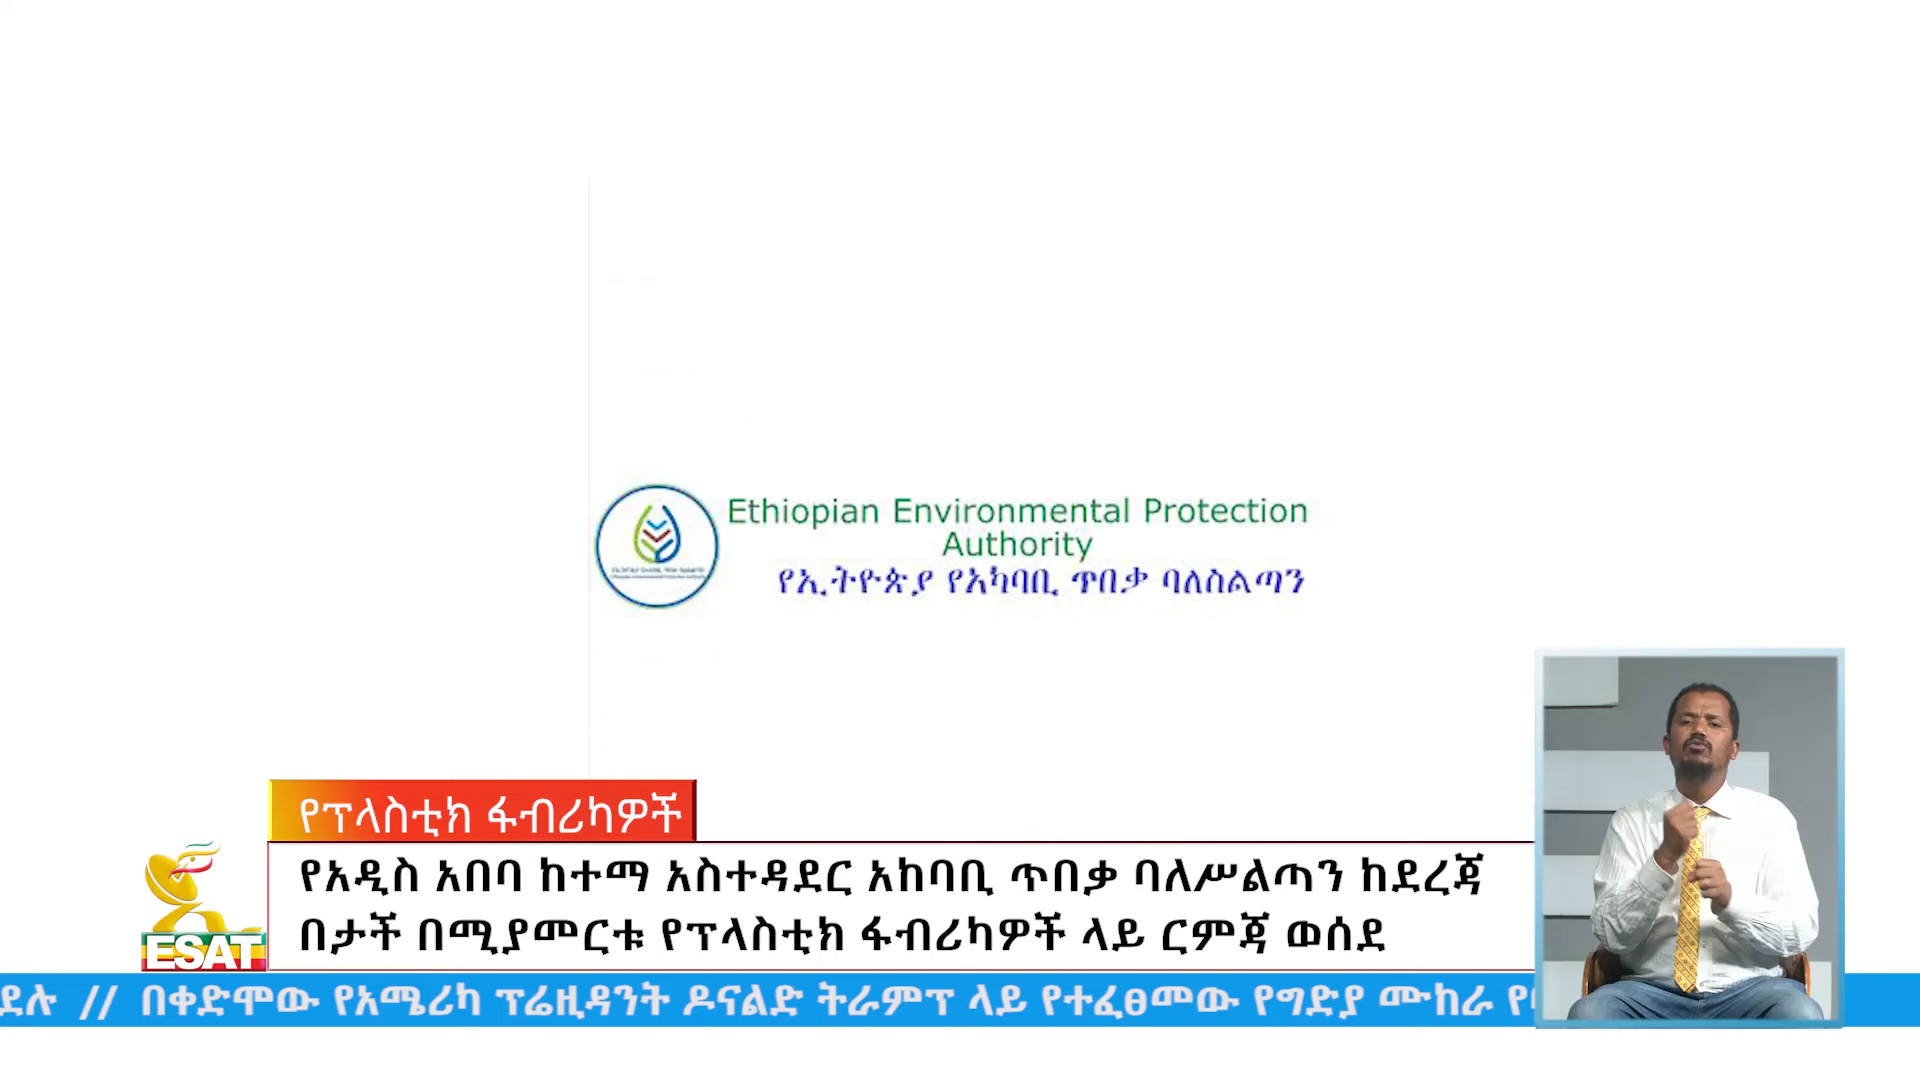 Ethiopian Environmental Protection
Authority
የኢትዮጵያ የአካባቢ ጥበቃ ባለስልጣን
የፕላስቲክ ፋብሪካዎች
የአዲስ አበባ ከተማ አስተዳደር አከባቢ ጥበቃ ባለሥልጣን ከደረጃ
በታች በሚያመርቱ የፕላስቲክ ፋብሪካዎች ላይ ርምጃ ወሰደ
ESAT
ደሉ // በቀድሞው የአሜሪካ ፕሬዚዳንት ዶናልድ ትራምፕ ላይ የተፈፀመው የግድያ ሙከራ